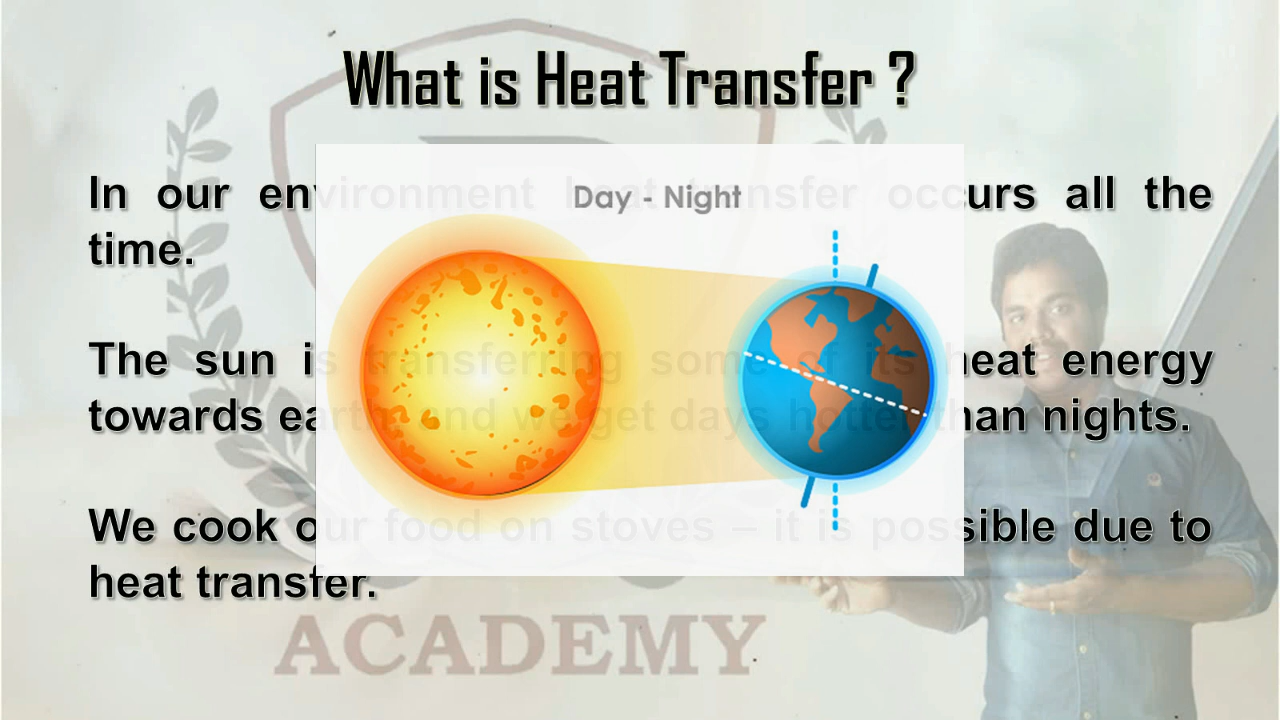 What is Heat Transfer ?
Day - Night
In our environment heat transfer occurs all the
time.
The sun is transferring some of its heat energy
towards earth and we get days hotter than nights.
We cook our food on stoves – it is possible due to
heat transfer.
ACADEMY